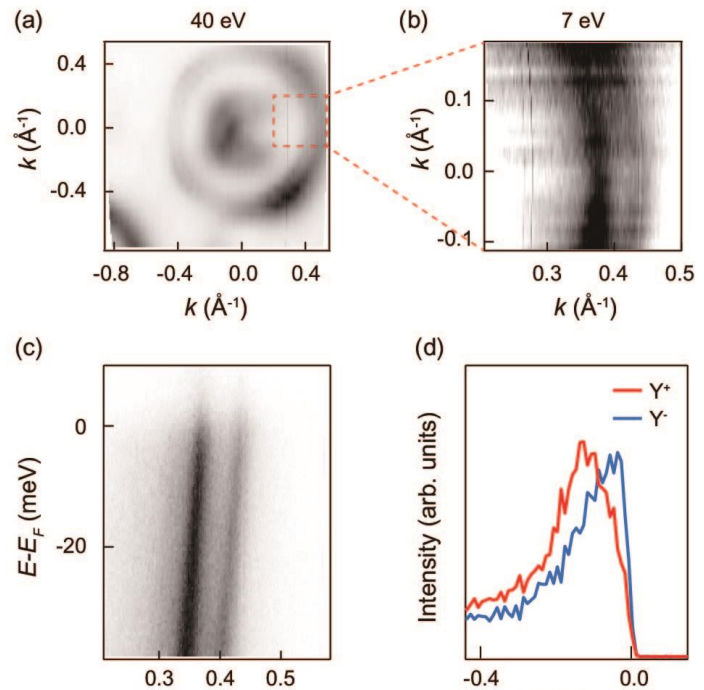 (a) 40 eV
0.4
0.0
-0.4
k (Å⁻¹)
-0.8 -0.4 0.0 0.4
k (Å⁻¹)
(b) 7 eV
0.1
0.0
-0.1
k (Å⁻¹)
0.3 0.4 0.5
k (Å⁻¹)
(c)
0
-20
E-E_F (meV)
0.3 0.4 0.5
(d)
Y⁺
Y⁻
Intensity (arb. units)
-0.4 0.0